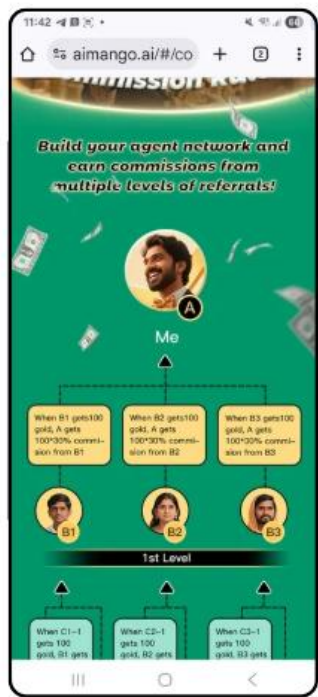 11:42
60
aimango.ai/#/co
2
Build your agent network and
earn commissions from
multiple levels of referrals!
A
Me
When B1 gets100
gold, A gets
100*30% commi-
sion from B1
When B2 gets100
gold, A gets
100*30% commi-
sion from B2
When B3 gets100
gold, A gets
100*30% commi-
sion from B3
B1
B2
B3
1st Level
When C1-1
gets 100
gold, B1 gets
When C2-1
gets 100
gold, B2 gets
When C3-1
gets 100
gold, B3 gets